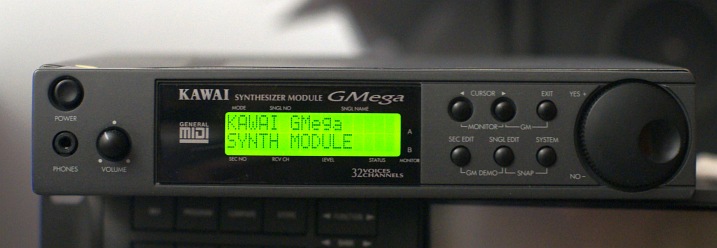 KAWAI SYNTHESIZER MODULE GMega
MODE SNGL NO SNGL NAME
KAWAI GMega
SYNTH MODULE
A
B
SEC NO RCV CH LEVEL STATUS MONITOR
GENERAL
MIDI
32 VOICES
CHANNELS
POWER
PHONES VOLUME
◄ CURSOR ► EXIT
MONITOR GM
SEC EDIT SNGL EDIT SYSTEM
GM DEMO SNAP
YES +
NO −
FUNCTION
BANK